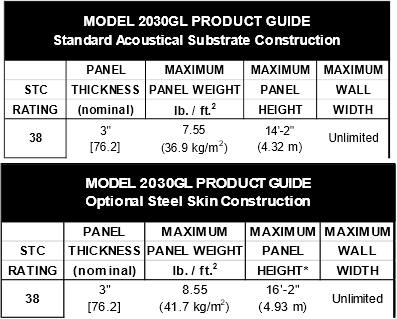 MODEL 2030GL PRODUCT GUIDE
Standard Acoustical Substrate Construction
PANEL MAXIMUM MAXIMUM MAXIMUM
STC THICKNESS PANEL WEIGHT PANEL WALL
RATING (nominal) lb. / ft.² HEIGHT WIDTH
38 3" 7.55 14'-2" Unlimited
[76.2] (36.9 kg/m²) (4.32 m)
MODEL 2030GL PRODUCT GUIDE
Optional Steel Skin Construction
PANEL MAXIMUM MAXIMUM MAXIMUM
STC THICKNESS PANEL WEIGHT PANEL WALL
RATING (nominal) lb. / ft.² HEIGHT* WIDTH
38 3" 8.55 16'-2" Unlimited
[76.2] (41.7 kg/m²) (4.93 m)